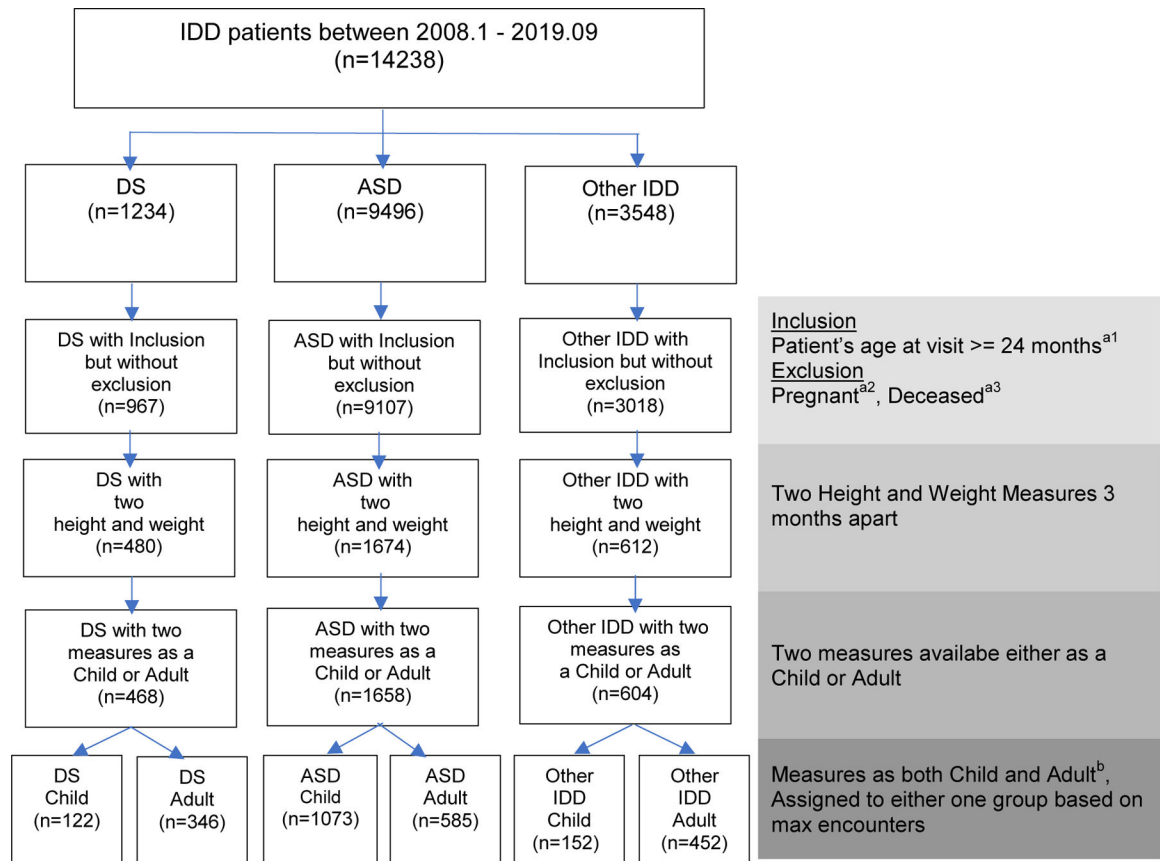 IDD patients between 2008.1 - 2019.09
(n=14238)
DS
(n=1234)
ASD
(n=9496)
Other IDD
(n=3548)
DS with Inclusion
but without
exclusion
(n=967)
ASD with Inclusion
but without
exclusion
(n=9107)
Other IDD with
Inclusion but without
exclusion
(n=3018)
Inclusion
Patient's age at visit >= 24 months^a1
Exclusion
Pregnant^a2, Deceased^a3
DS with
two
height and weight
(n=480)
ASD with
two
height and weight
(n=1674)
Other IDD with
two
height and weight
(n=612)
Two Height and Weight Measures 3
months apart
DS with two
measures as a
Child or Adult
(n=468)
ASD with two
measures as a
Child or Adult
(n=1658)
Other IDD with two
measures as
a Child or Adult
(n=604)
Two measures availabe either as a
Child or Adult
DS
Child
(n=122)
DS
Adult
(n=346)
ASD
Child
(n=1073)
ASD
Adult
(n=585)
Other
IDD
Child
(n=152)
Other
IDD
Adult
(n=452)
Measures as both Child and Adult^b,
Assigned to either one group based on
max encounters